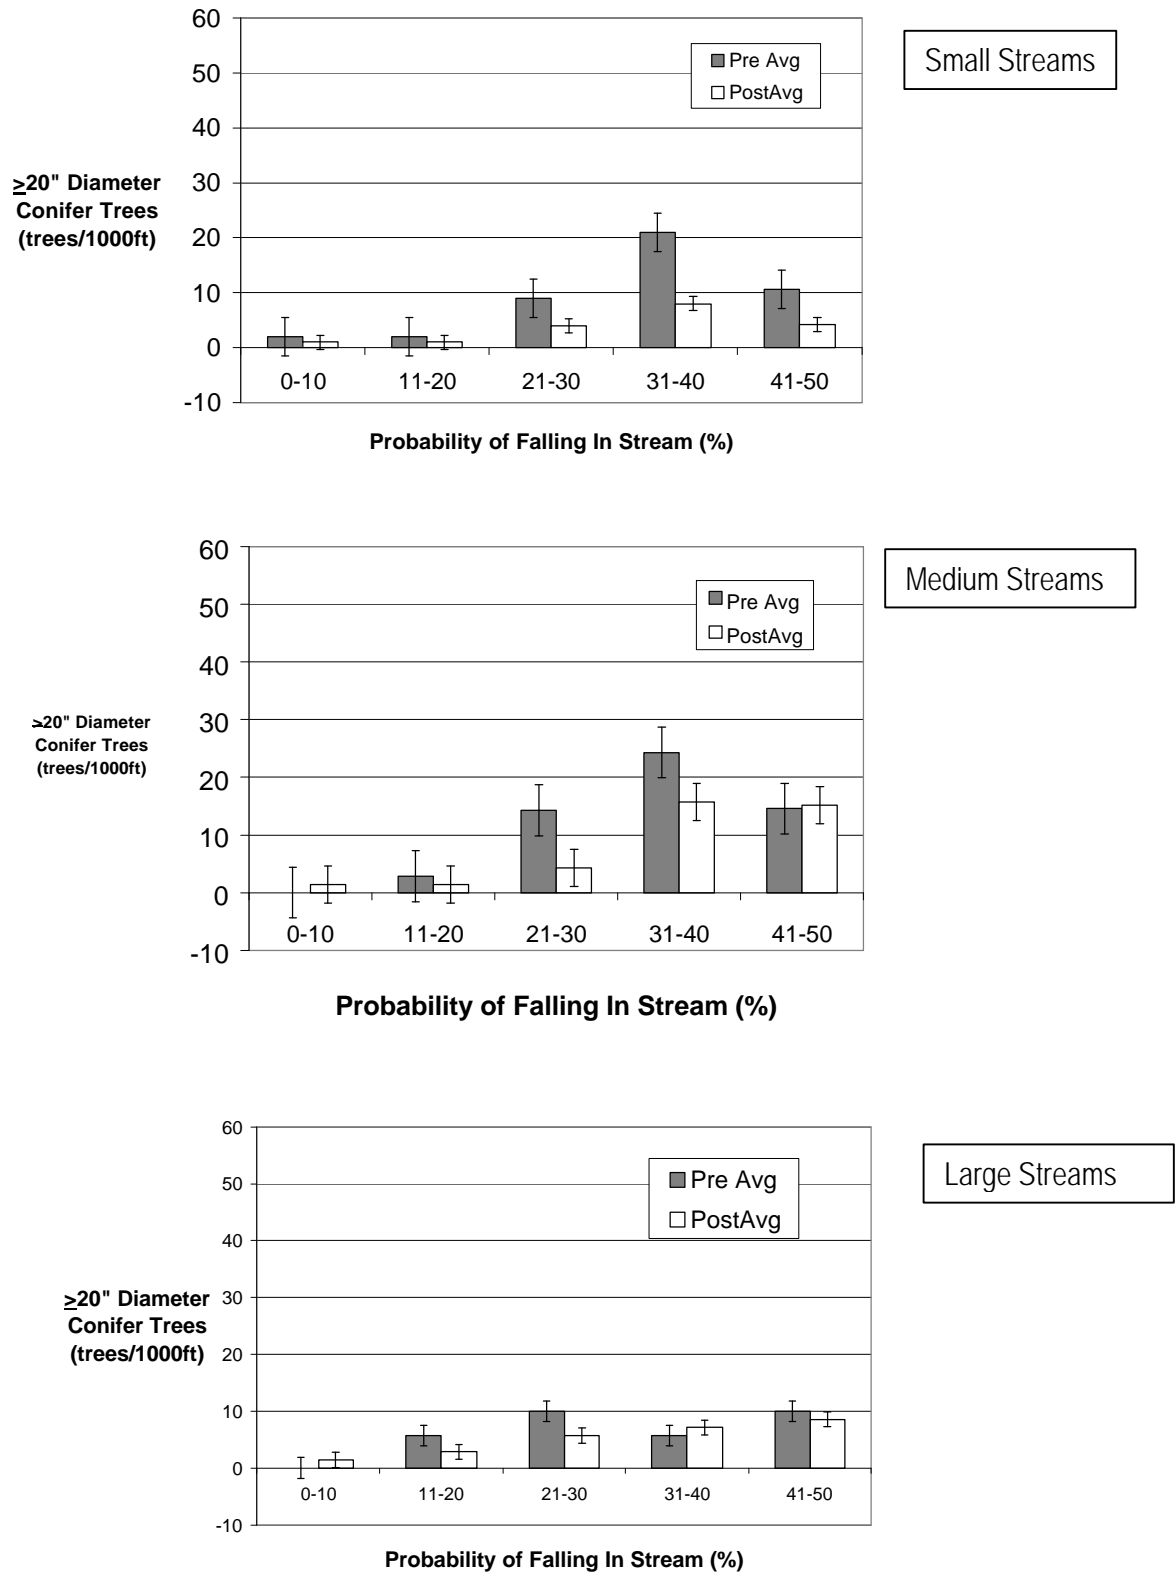 60
50
40
30
20
10
0
-10
Pre Avg
PostAvg
Small Streams
≥20" Diameter
Conifer Trees
(trees/1000ft)
0-10 11-20 21-30 31-40 41-50
Probability of Falling In Stream (%)
60
50
40
30
20
10
0
-10
Pre Avg
PostAvg
Medium Streams
≥20" Diameter
Conifer Trees
(trees/1000ft)
0-10 11-20 21-30 31-40 41-50
Probability of Falling In Stream (%)
60
50
40
30
20
10
0
-10
Pre Avg
PostAvg
Large Streams
≥20" Diameter
Conifer Trees
(trees/1000ft)
0-10 11-20 21-30 31-40 41-50
Probability of Falling In Stream (%)